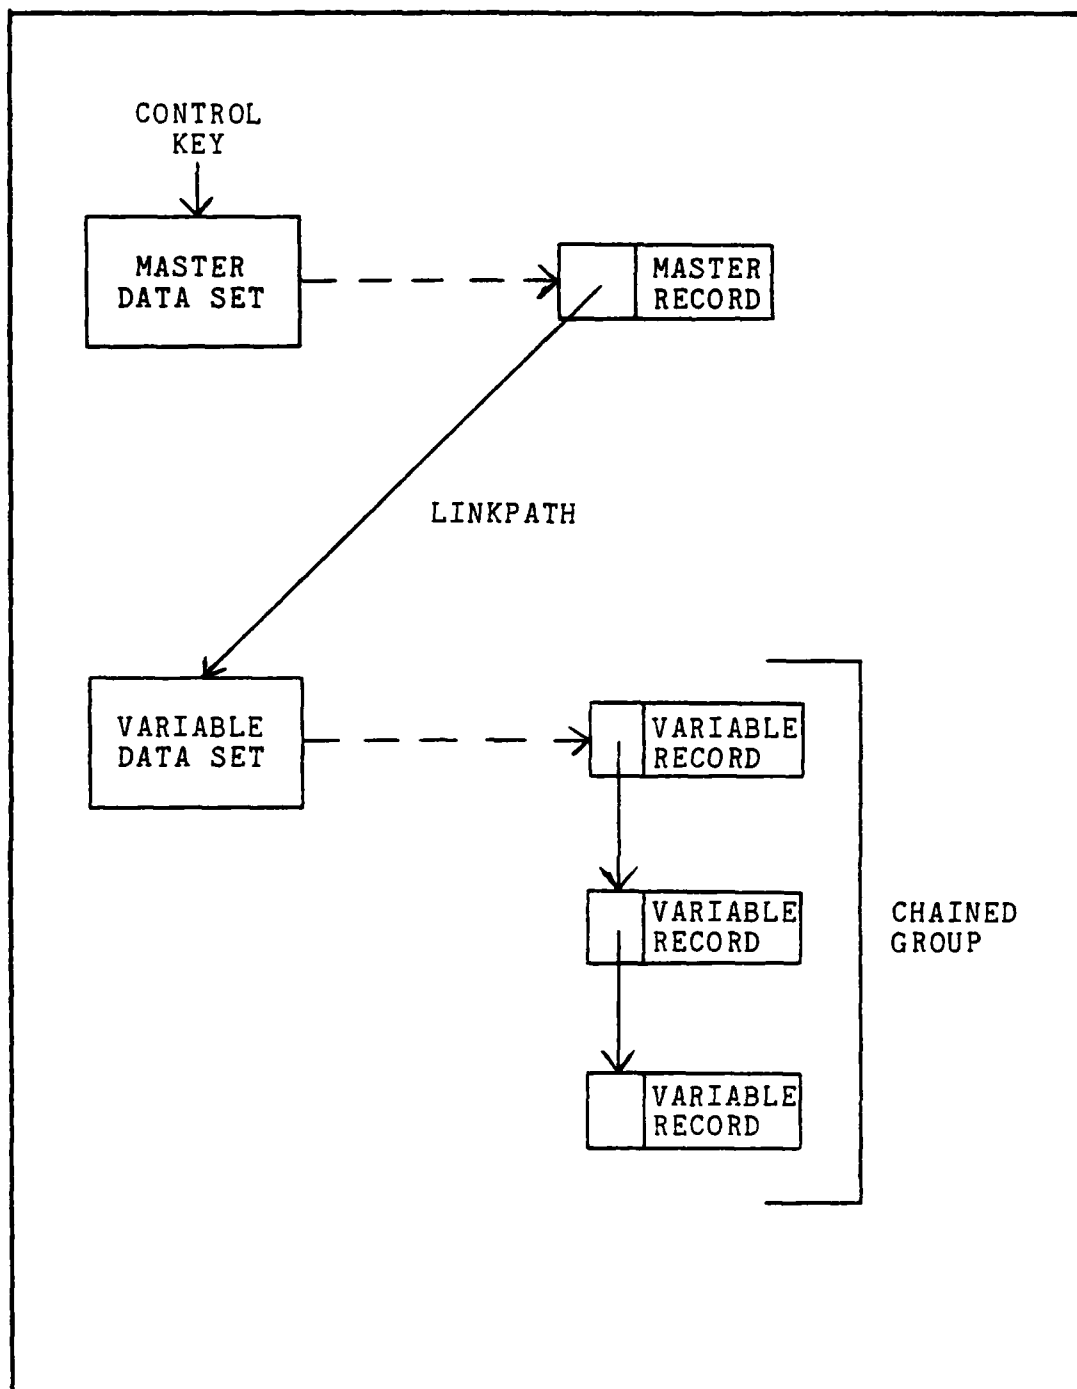 CONTROL
KEY
MASTER
DATA SET
MASTER
RECORD
LINKPATH
VARIABLE
DATA SET
VARIABLE
RECORD
VARIABLE
RECORD
CHAINED
GROUP
VARIABLE
RECORD